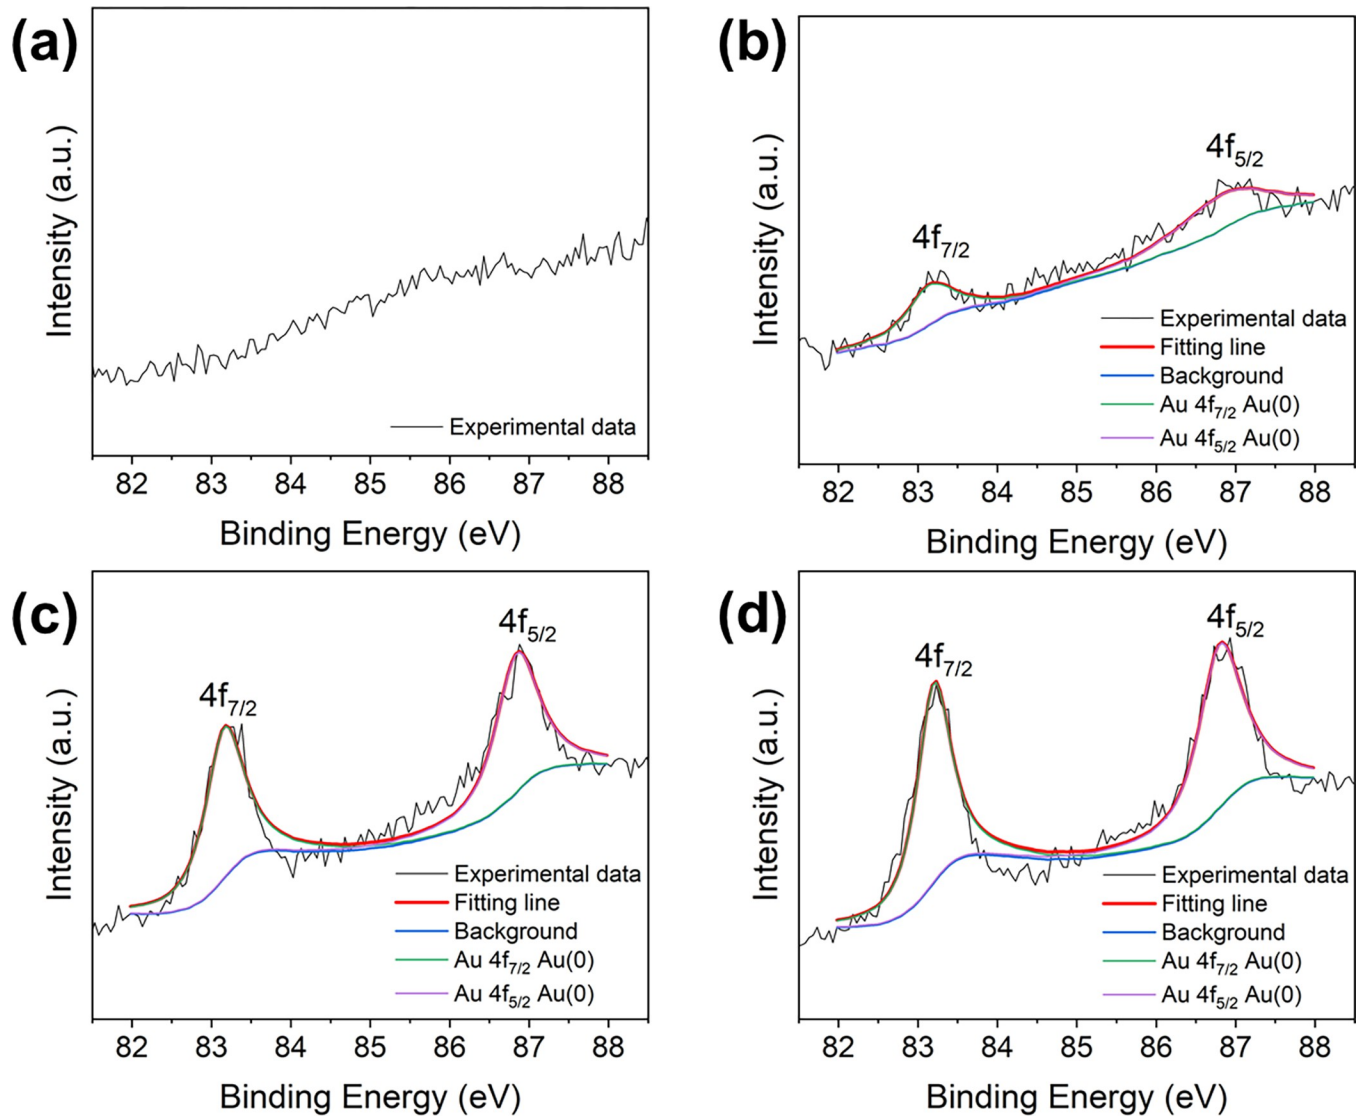 (a)
Intensity (a.u.)
Experimental data
82 83 84 85 86 87 88
Binding Energy (eV)
(b)
Intensity (a.u.)
4f7/2
4f5/2
Experimental data
Fitting line
Background
Au 4f7/2 Au(0)
Au 4f5/2 Au(0)
82 83 84 85 86 87 88
Binding Energy (eV)
(c)
Intensity (a.u.)
4f7/2
4f5/2
Experimental data
Fitting line
Background
Au 4f7/2 Au(0)
Au 4f5/2 Au(0)
82 83 84 85 86 87 88
Binding Energy (eV)
(d)
Intensity (a.u.)
4f7/2
4f5/2
Experimental data
Fitting line
Background
Au 4f7/2 Au(0)
Au 4f5/2 Au(0)
82 83 84 85 86 87 88
Binding Energy (eV)